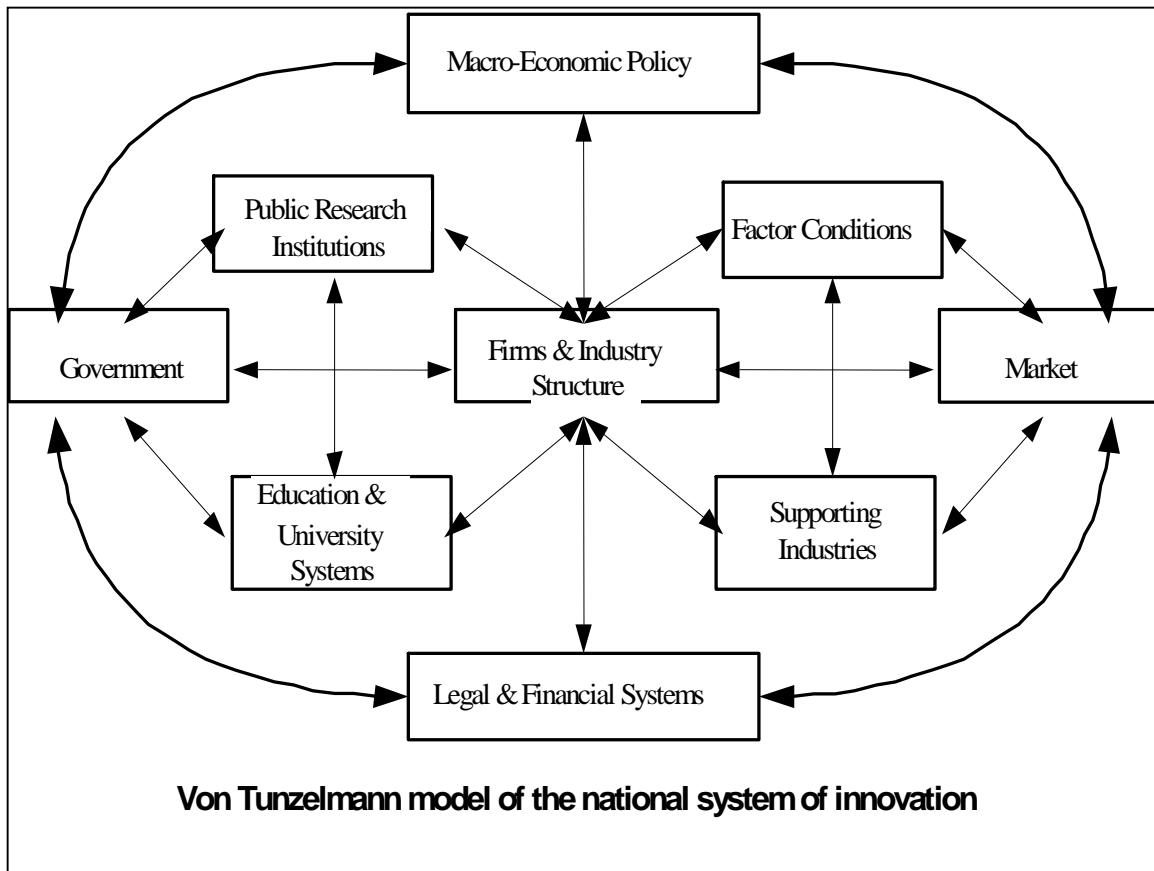 Macro-Economic Policy
Public Research
Institutions
Factor Conditions
Government
Firms & Industry
Structure
Market
Education &
University
Systems
Supporting
Industries
Legal & Financial Systems
Von Tunzelmann model of the national system of innovation